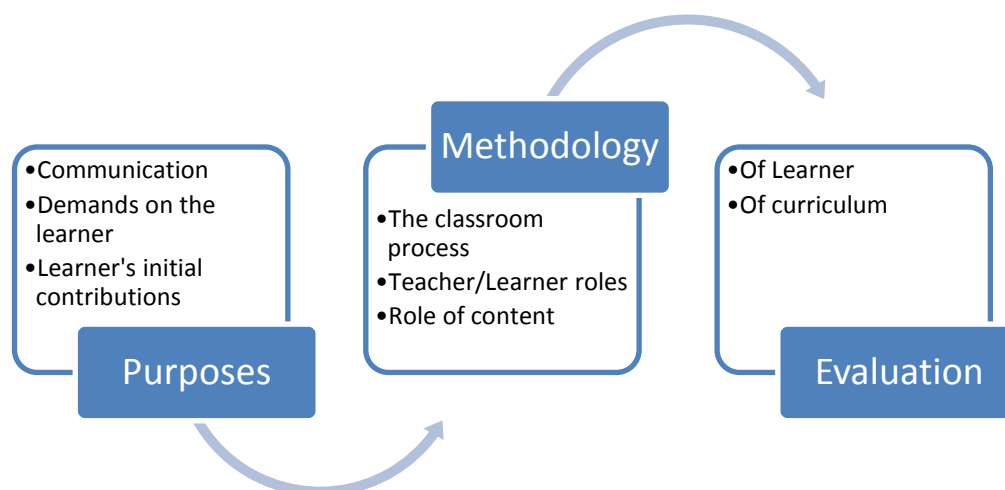 •Communication
•Demands on the
learner
•Learner's initial
contributions
Purposes
Methodology
•The classroom
process
•Teacher/Learner roles
•Role of content
•Of Learner
•Of curriculum
Evaluation